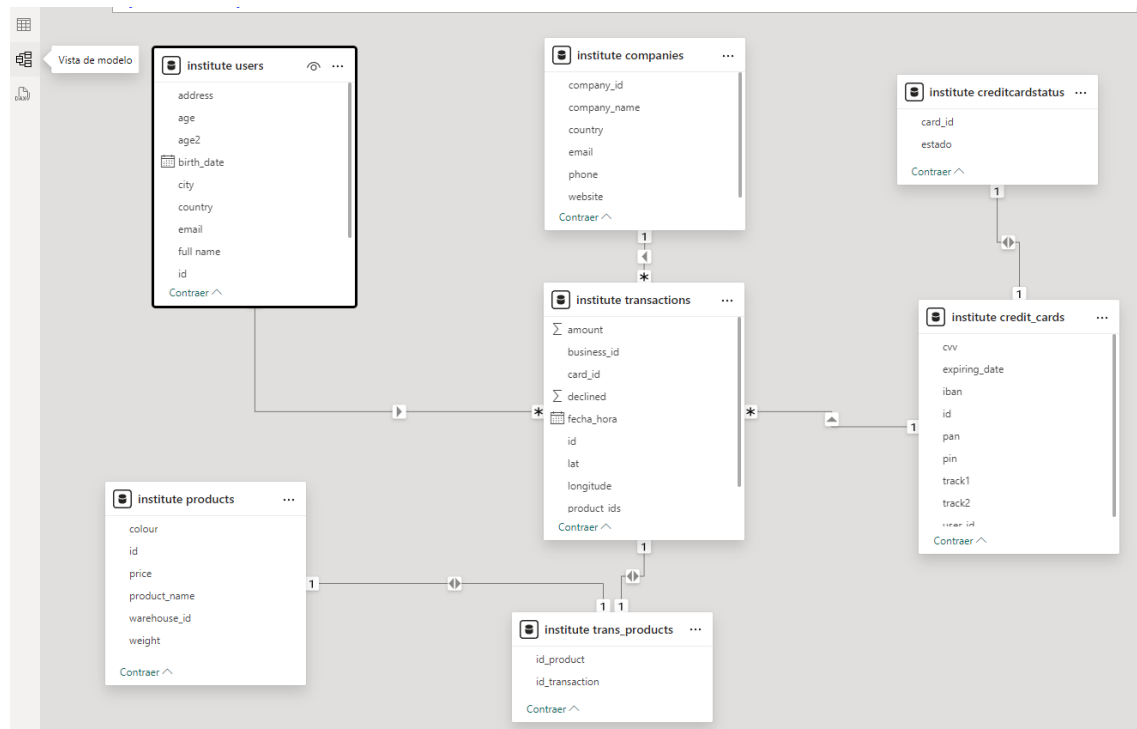 Vista de modelo
institute users
address
age
age2
birth_date
city
country
email
full name
id
Contraer
institute companies
company_id
company_name
country
email
phone
website
Contraer
institute creditcardstatus
card_id
estado
Contraer
1
*
1
1
institute transactions
amount
business_id
card_id
declined
fecha_hora
id
lat
longitude
product_ids
Contraer
institute credit_cards
cvv
expiring_date
iban
id
pan
pin
track1
track2
user_id
Contraer
*
*
1
institute products
colour
id
price
product_name
warehouse_id
weight
Contraer
1
1
1
1
institute trans_products
id_product
id_transaction
Contraer